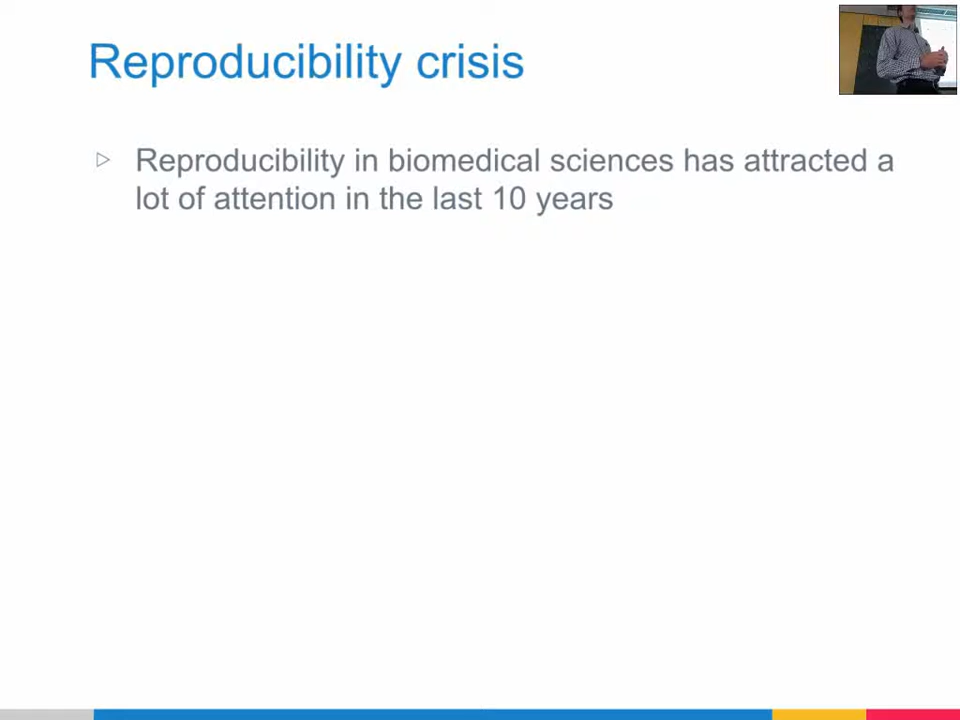 Reproducibility crisis
Reproducibility in biomedical sciences has attracted a
lot of attention in the last 10 years